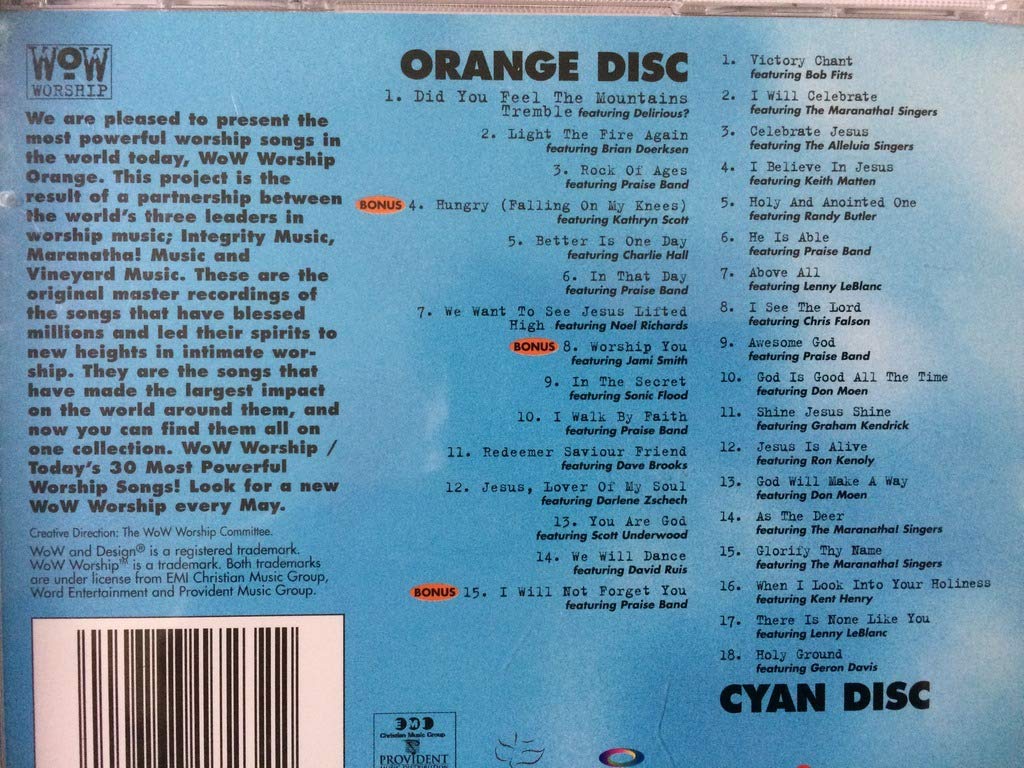 WOW
WORSHIP
We are pleased to present the
most powerful worship songs in
the world today, WoW Worship
Orange. This project is the
result of a partnership between
the world's three leaders in
worship music; Integrity Music,
Maranatha! Music and
Vineyard Music. These are the
original master recordings of
the songs that have blessed
millions and led their spirits to
new heights in intimate wor-
ship. They are the songs that
have made the largest impact
on the world around them, and
now you can find them all on
one collection. WoW Worship /
Today's 30 Most Powerful
Worship Songs! Look for a new
WoW Worship every May.
Creative Direction: The WoW Worship Committee.
WoW and Design® is a registered trademark.
WoW Worship™ is a trademark. Both trademarks
are under license from EMI Christian Music Group,
Word Entertainment and Provident Music Group.
ORANGE DISC
1. Did You Feel The Mountains
Tremble featuring Delirious?
2. Light The Fire Again
featuring Brian Doerksen
3. Rock Of Ages
featuring Praise Band
BONUS 4. Hungry (Falling On My Knees)
featuring Kathryn Scott
5. Better Is One Day
featuring Charlie Hall
6. In That Day
featuring Praise Band
7. We Want To See Jesus Lifted
High featuring Noel Richards
BONUS 8. Worship You
featuring Jami Smith
9. In The Secret
featuring Sonic Flood
10. I Walk By Faith
featuring Praise Band
11. Redeemer Saviour Friend
featuring Dave Brooks
12. Jesus, Lover Of My Soul
featuring Darlene Zschech
13. You Are God
featuring Scott Underwood
14. We Will Dance
featuring David Ruis
BONUS 15. I Will Not Forget You
featuring Praise Band
1. Victory Chant
featuring Bob Fitts
2. I Will Celebrate
featuring The Maranatha! Singers
3. Celebrate Jesus
featuring The Alleluia Singers
4. I Believe In Jesus
featuring Keith Matten
5. Holy And Anointed One
featuring Randy Butler
6. He Is Able
featuring Praise Band
7. Above All
featuring Lenny LeBlanc
8. I See The Lord
featuring Chris Falson
9. Awesome God
featuring Praise Band
10. God Is Good All The Time
featuring Don Moen
11. Shine Jesus Shine
featuring Graham Kendrick
12. Jesus Is Alive
featuring Ron Kenoly
13. God Will Make A Way
featuring Don Moen
14. As The Deer
featuring The Maranatha! Singers
15. Glorify Thy Name
featuring The Maranatha! Singers
16. When I Look Into Your Holiness
featuring Kent Henry
17. There Is None Like You
featuring Lenny LeBlanc
18. Holy Ground
featuring Geron Davis
CYAN DISC
Christian Music Group
PROVIDENT